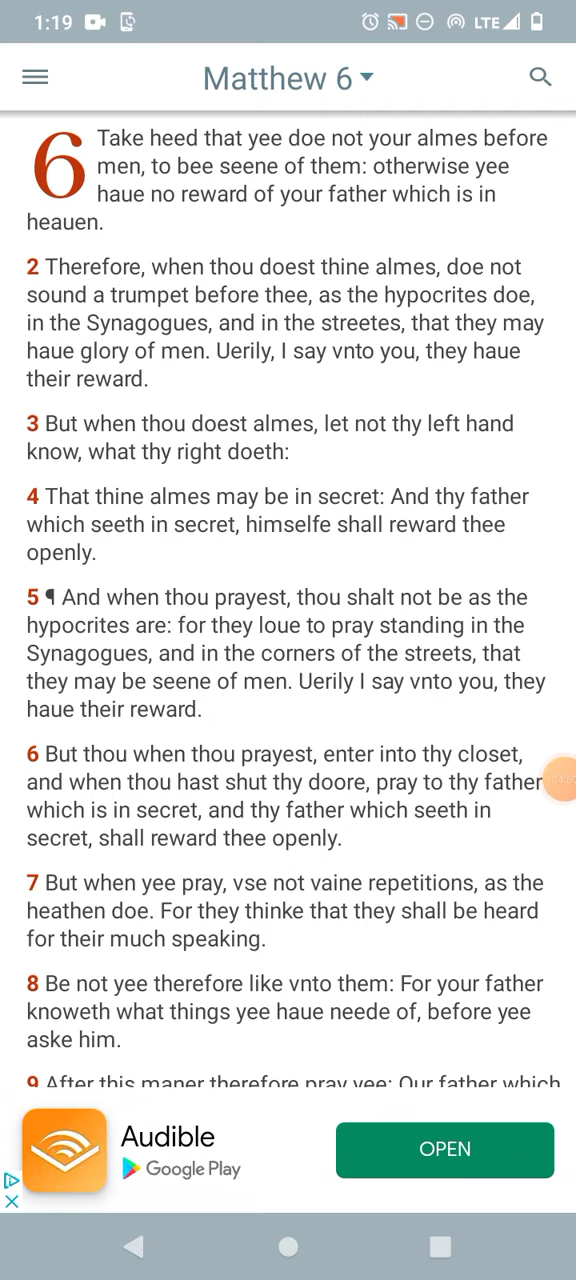 1:19
LTE
Matthew 6
6 Take heed that yee doe not your almes before
men, to bee seene of them: otherwise yee
haue no reward of your father which is in
heauen.
2 Therefore, when thou doest thine almes, doe not
sound a trumpet before thee, as the hypocrites doe,
in the Synagogues, and in the streetes, that they may
haue glory of men. Uerily, I say vnto you, they haue
their reward.
3 But when thou doest almes, let not thy left hand
know, what thy right doeth:
4 That thine almes may be in secret: And thy father
which seeth in secret, himselfe shall reward thee
openly.
5 ¶ And when thou prayest, thou shalt not be as the
hypocrites are: for they loue to pray standing in the
Synagogues, and in the corners of the streets, that
they may be seene of men. Uerily I say vnto you, they
haue their reward.
6 But thou when thou prayest, enter into thy closet,
and when thou hast shut thy doore, pray to thy father
which is in secret, and thy father which seeth in
secret, shall reward thee openly.
7 But when yee pray, vse not vaine repetitions, as the
heathen doe. For they thinke that they shall be heard
for their much speaking.
8 Be not yee therefore like vnto them: For your father
knoweth what things yee haue neede of, before yee
aske him.
9 After this maner therefore pray yee: Our father which
Audible
Google Play
OPEN